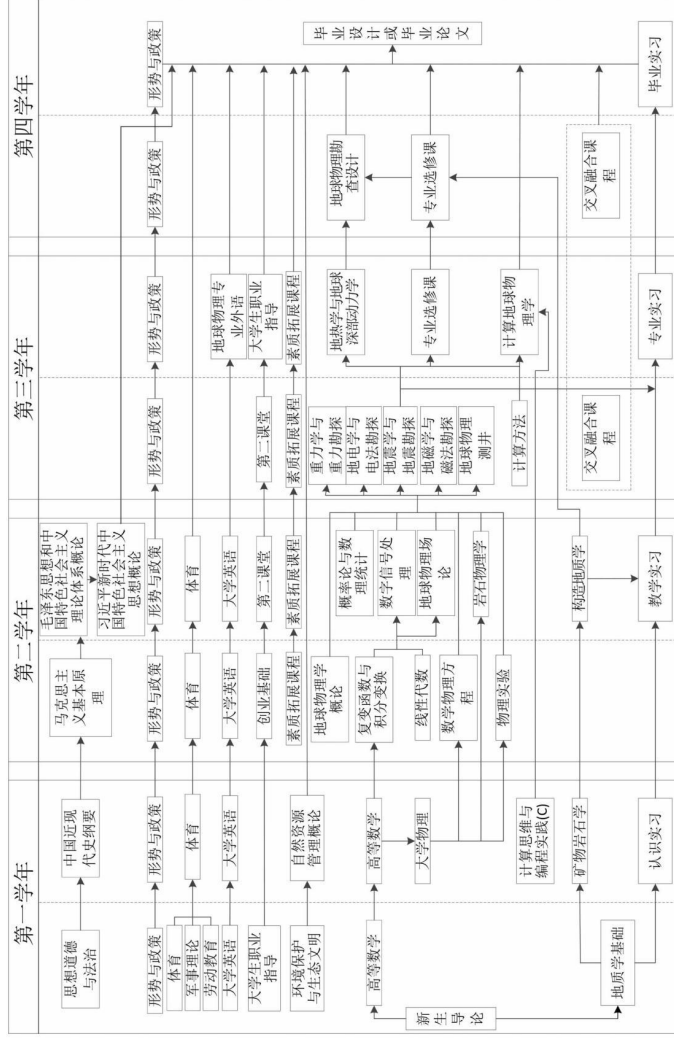 第一学年
第二学年
第三学年
第四学年
思想道德
与法治
中国近现
代史纲要
马克思主
义基本原
理
毛泽东思想和中
国特色社会主义
理论体系概论
习近平新时代中
国特色社会主义
思想概论
形势与政策
形势与政策
形势与政策
形势与政策
形势与政策
形势与政策
形势与政策
形势与政策
体育
军事理论
劳动教育
体育
体育
体育
大学英语
大学英语
大学英语
大学英语
地球物理专
业外语
大学生职业
指导
创业基础
第二课堂
第二课堂
大学生职业
指导
环境保护
与生态文明
自然资源
管理概论
素质拓展课程
素质拓展课程
素质拓展课程
素质拓展课程
新生导论
高等数学
高等数学
大学物理
地球物理学
概论
复变函数与
积分变换
线性代数
数学物理方
程
物理实验
概率论与数
理统计
数字信号处
理
地球物理场
论
岩石物理学
重力学与
重力勘探
地电学与
电法勘探
地震学与
地震勘探
地磁学与
磁法勘探
地球物理
测井
计算方法
地热学与地球
深部动力学
专业选修课
计算地球物
理学
地球物理勘
查设计
专业选修课
毕业设计或毕业论文
计算思维与
编程实践(C)
地质学基础
矿物岩石学
构造地质学
交叉融合课
程
交叉融合课
程
认识实习
教学实习
专业实习
毕业实习